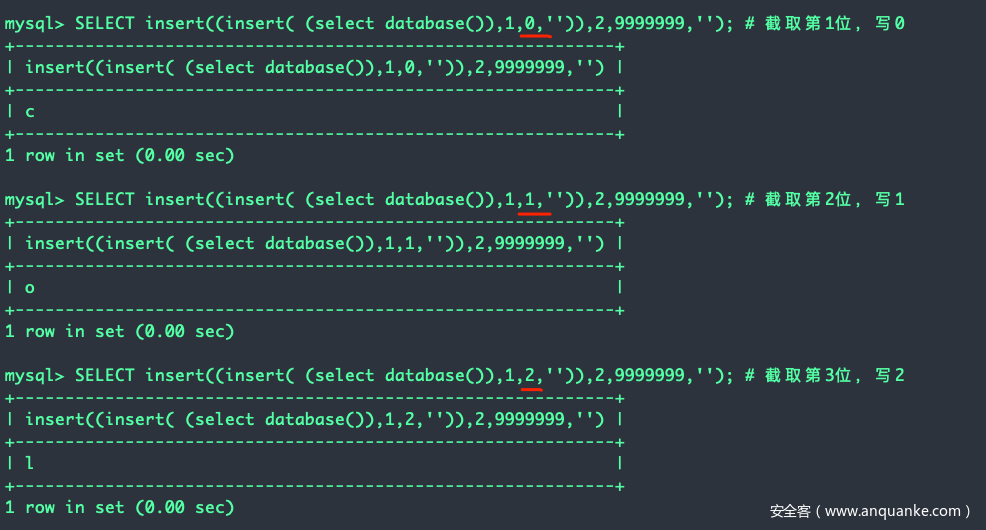 mysql> SELECT insert((insert( (select database()),1,0,'')),2,9999999,''); # 截取第1位，写0
+------------------------------------------------------------+
| insert((insert( (select database()),1,0,'')),2,9999999,'') |
+------------------------------------------------------------+
| c                                                          |
+------------------------------------------------------------+
1 row in set (0.00 sec)
mysql> SELECT insert((insert( (select database()),1,1,'')),2,9999999,''); # 截取第2位，写1
+------------------------------------------------------------+
| insert((insert( (select database()),1,1,'')),2,9999999,'') |
+------------------------------------------------------------+
| o                                                          |
+------------------------------------------------------------+
1 row in set (0.00 sec)
mysql> SELECT insert((insert( (select database()),1,2,'')),2,9999999,''); # 截取第3位，写2
+------------------------------------------------------------+
| insert((insert( (select database()),1,2,'')),2,9999999,'') |
+------------------------------------------------------------+
| l                                                          |
+------------------------------------------------------------+
1 row in set (0.00 sec)
安全客（www.anquanke.com）